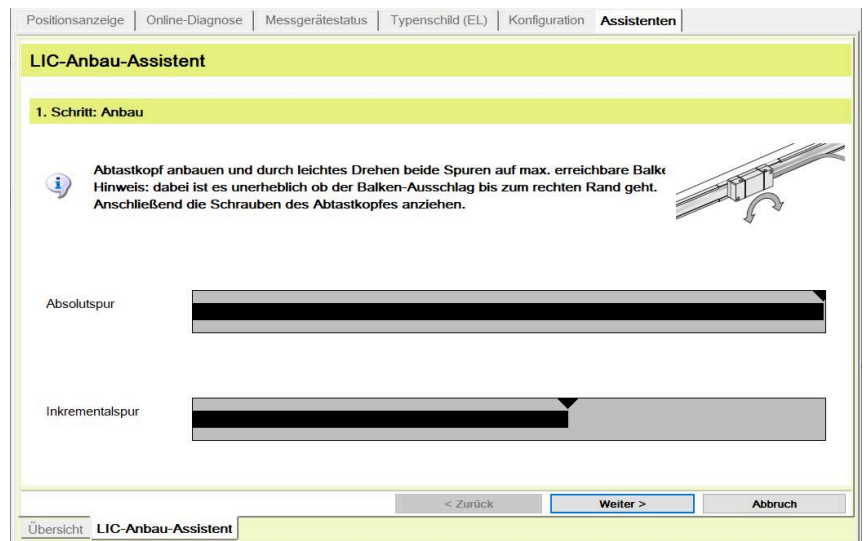 Positionsanzeige Online-Diagnose Messgerätestatus Typenschild (EL) Konfiguration Assistenten
LIC-Anbau-Assistent
1. Schritt: Anbau
Abtastkopf anbauen und durch leichtes Drehen beide Spuren auf max. erreichbare Balke
Hinweis: dabei ist es unerheblich ob der Balken-Ausschlag bis zum rechten Rand geht.
Anschließend die Schrauben des Abtastkopfes anziehen.
Absolutspur
Inkrementalspur
< Zurück Weiter > Abbruch
Übersicht LIC-Anbau-Assistent